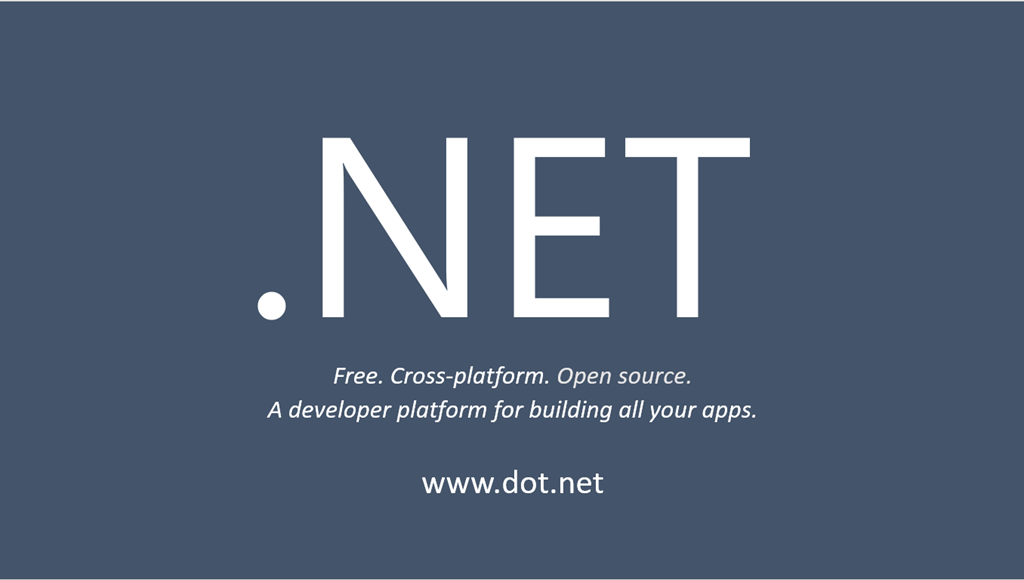 .NET
Free. Cross-platform. Open source.
A developer platform for building all your apps.
www.dot.net